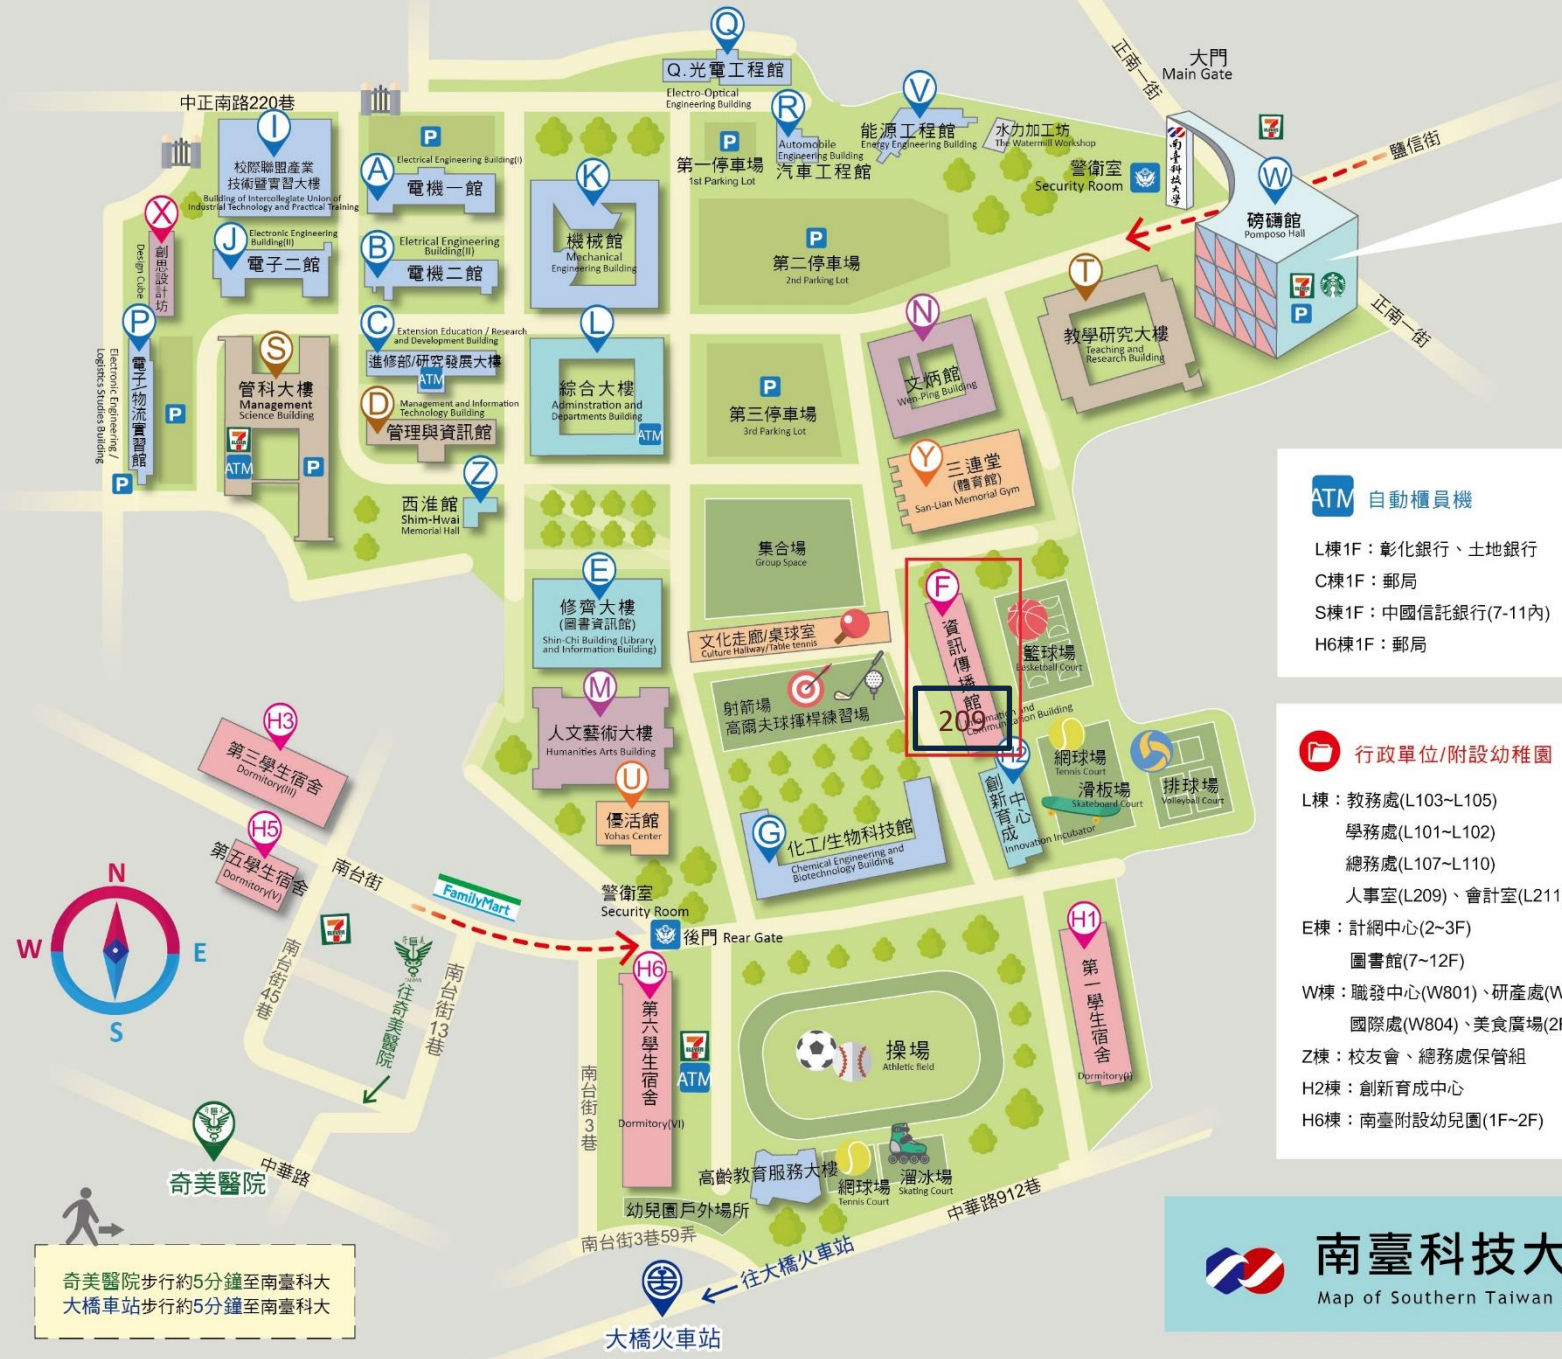 Q
Q.光電工程館
Electro-Optical
Engineering Building
大門
Main Gate
正南一街
中正南路220巷
I
校際聯盟產業
技術暨實習大樓
Building of Intercollegiate Union of
Industrial Technology and Practical Training
P
Electrical Engineering Building(I)
A
電機一館
K
機械館
Mechanical
Engineering Building
P
第一停車場
1st Parking Lot
R
Automobile
Engineering Building
汽車工程館
V
能源工程館
Energy Engineering Building
水力加工坊
The Watermill Workshop
警衛室
Security Room
南臺科技大學
7
ELEVEN
鹽信街
W
磅礴館
Pomposo Hall
7
ELEVEN
P
正南一街
X
創思設計坊
Design Cube
J
Electronic Engineering
Building(II)
電子二館
B
Eletrical Engineering
Building(II)
電機二館
P
第二停車場
2nd Parking Lot
T
教學研究大樓
Teaching and
Research Building
P
電子/物流實習館
Electronic Engineering /
Logistics Studies Building
P
P
S
管科大樓
Management
Science Building
7
ELEVEN
ATM
P
C
Extension Education / Research
and Development Building
進修部/研究發展大樓
ATM
D
Management and Information
Technology Building
管理與資訊館
L
綜合大樓
Adminstration and
Departments Building
ATM
P
第三停車場
3rd Parking Lot
N
文炳館
Wen-Ping Building
Y
三連堂
(體育館)
San-Lian Memorial Gym
Z
西淮館
Shim-Hwai
Memorial Hall
集合場
Group Space
E
修齊大樓
(圖書資訊館)
Shin-Chi Building (Library
and Information Building)
文化走廊/桌球室
Culture Hallway/Table tennis
F
資訊傳播館
Information and
Communication Building
209
籃球場
Basketball Court
射箭場
高爾夫球揮桿練習場
M
人文藝術大樓
Humanities Arts Building
H2
創新育成
中心
Innovation Incubator
網球場
Tennis Court
滑板場
Skateboard Court
排球場
Volleyball Court
U
優活館
Yohas Center
G
化工/生物科技館
Chemical Engineering and
Biotechnology Building
H3
第三學生宿舍
Dormitory(III)
H5
第五學生宿舍
Dormitory(V)
南台街
FamilyMart
7
ELEVEN
警衛室
Security Room
後門 Rear Gate
N
W
E
S
南台街45巷
往奇美醫院
南台街13巷
H6
第六學生宿舍
Dormitory(VI)
7
ELEVEN
ATM
南台街3巷
操場
Athletic field
H1
第一學生宿舍
Dormitory(I)
奇美醫院
中華路
高齡教育服務大樓
網球場
Tennis Court
溜冰場
Skating Court
幼兒園戶外場所
南台街3巷59弄
中華路912巷
往大橋火車站
大橋火車站
奇美醫院步行約5分鐘至南臺科大
大橋車站步行約5分鐘至南臺科大
ATM 自動櫃員機
L棟1F：彰化銀行、土地銀行
C棟1F：郵局
S棟1F：中國信託銀行(7-11內)
H6棟1F：郵局
行政單位/附設幼稚園
L棟：教務處(L103~L105)
學務處(L101~L102)
總務處(L107~L110)
人事室(L209)、會計室(L211
E棟：計網中心(2~3F)
圖書館(7~12F)
W棟：職發中心(W801)、研產處(W
國際處(W804)、美食廣場(2F
Z棟：校友會、總務處保管組
H2棟：創新育成中心
H6棟：南臺附設幼兒園(1F~2F)
南臺科技大
Map of Southern Taiwan